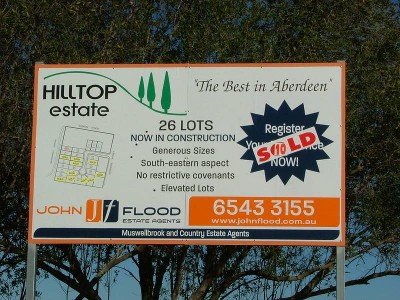 HILLTOP
estate
"The Best in Aberdeen"
26 LOTS
NOW IN CONSTRUCTION
Generous Sizes
South-eastern aspect
No restrictive covenants
Elevated Lots
Register
SOLD
NOW!
JOHN Jf FLOOD
ESTATE AGENTS
6543 3155
www.johnflood.com.au
Muswellbrook and Country Estate Agents